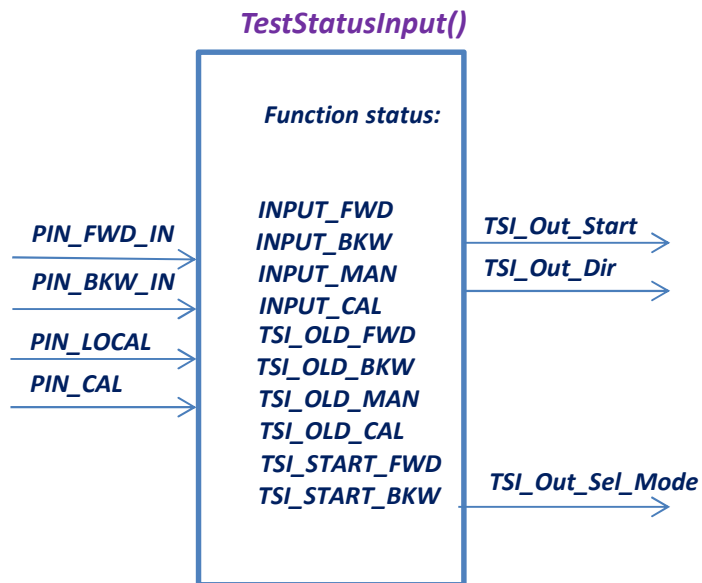 TestStatusInput()
Function status:
PIN_FWD_IN
PIN_BKW_IN
PIN_LOCAL
PIN_CAL
INPUT_FWD
INPUT_BKW
INPUT_MAN
INPUT_CAL
TSI_OLD_FWD
TSI_OLD_BKW
TSI_OLD_MAN
TSI_OLD_CAL
TSI_START_FWD
TSI_START_BKW
TSI_Out_Start
TSI_Out_Dir
TSI_Out_Sel_Mode